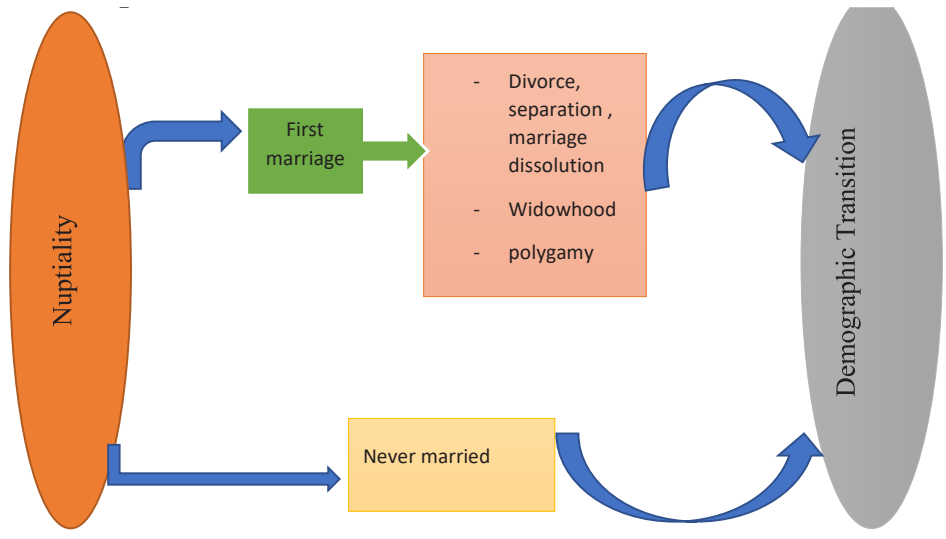 Nuptiality
First
marriage
- Divorce,
separation ,
marriage
dissolution
- Widowhood
- polygamy
Never married
Demographic Transition